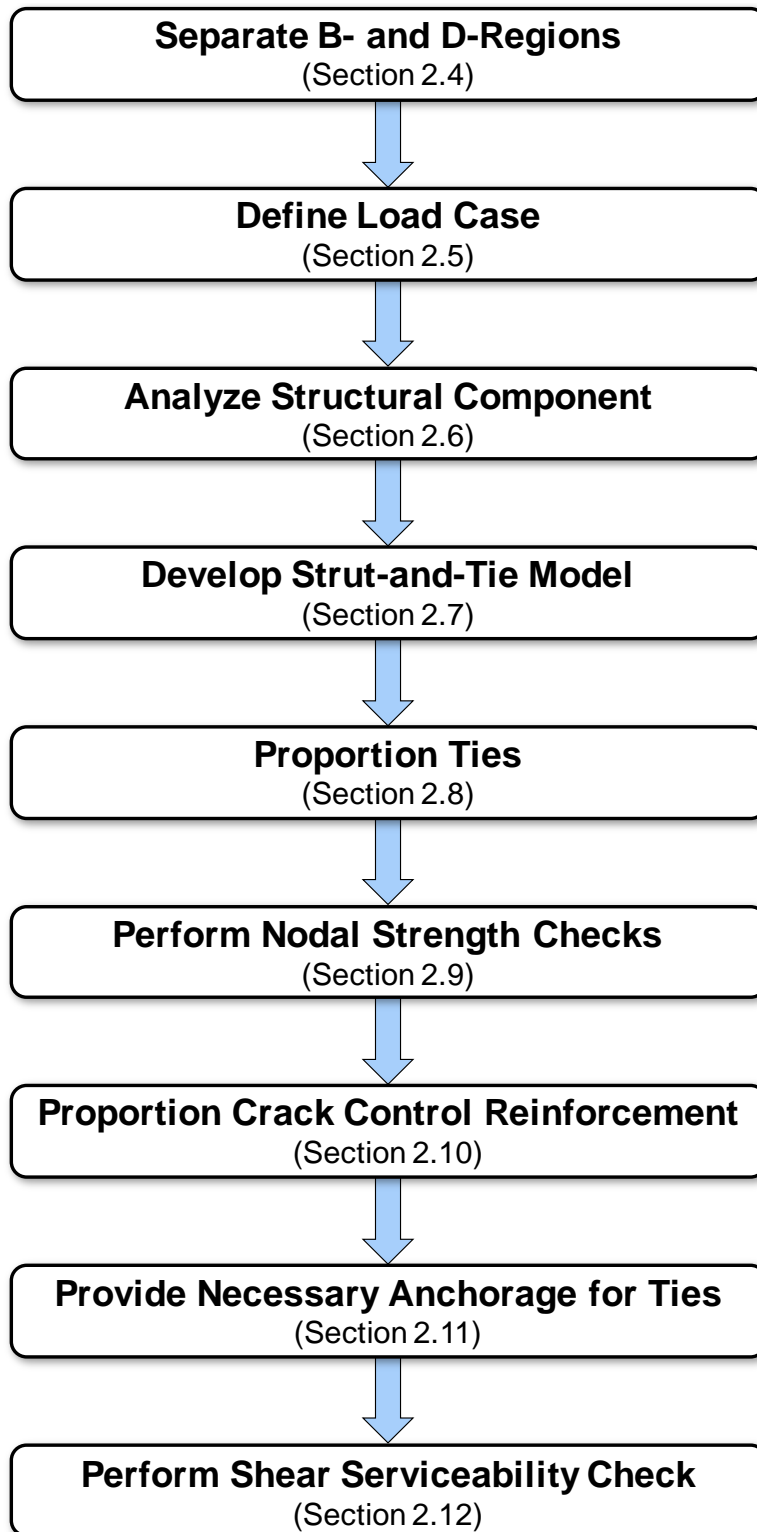 Separate B- and D-Regions
(Section 2.4)
Define Load Case
(Section 2.5)
Analyze Structural Component
(Section 2.6)
Develop Strut-and-Tie Model
(Section 2.7)
Proportion Ties
(Section 2.8)
Perform Nodal Strength Checks
(Section 2.9)
Proportion Crack Control Reinforcement
(Section 2.10)
Provide Necessary Anchorage for Ties
(Section 2.11)
Perform Shear Serviceability Check
(Section 2.12)